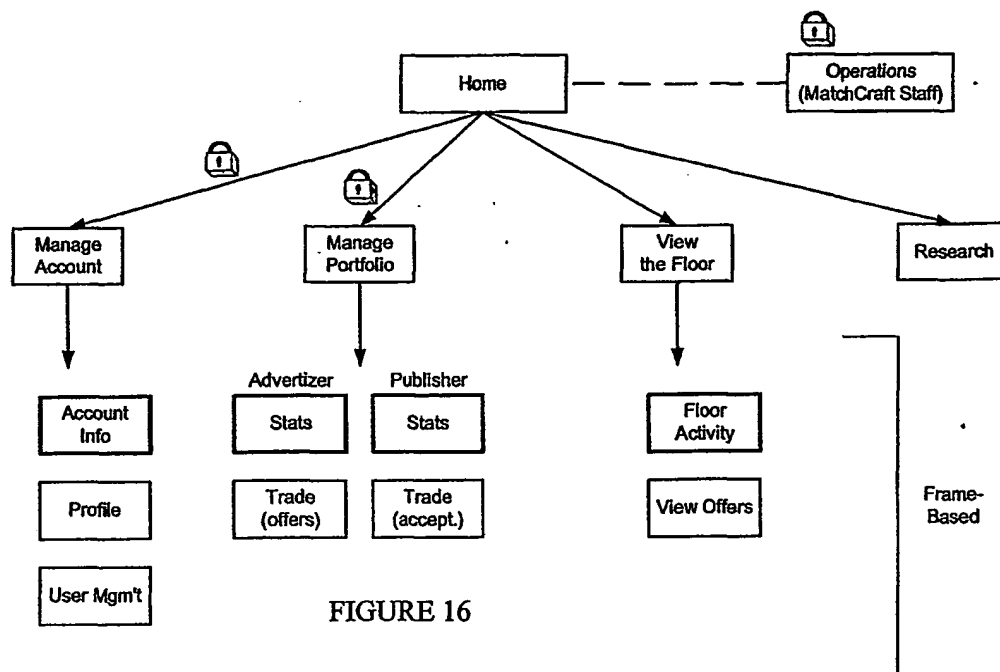 Home
Operations
(MatchCraft Staff)
Manage
Account
Manage
Portfolio
View
the Floor
Research
Advertizer
Publisher
Account
Info
Stats
Stats
Floor
Activity
Profile
Trade
(offers)
Trade
(accept.)
View Offers
Frame-
Based
User Mgm't
FIGURE 16